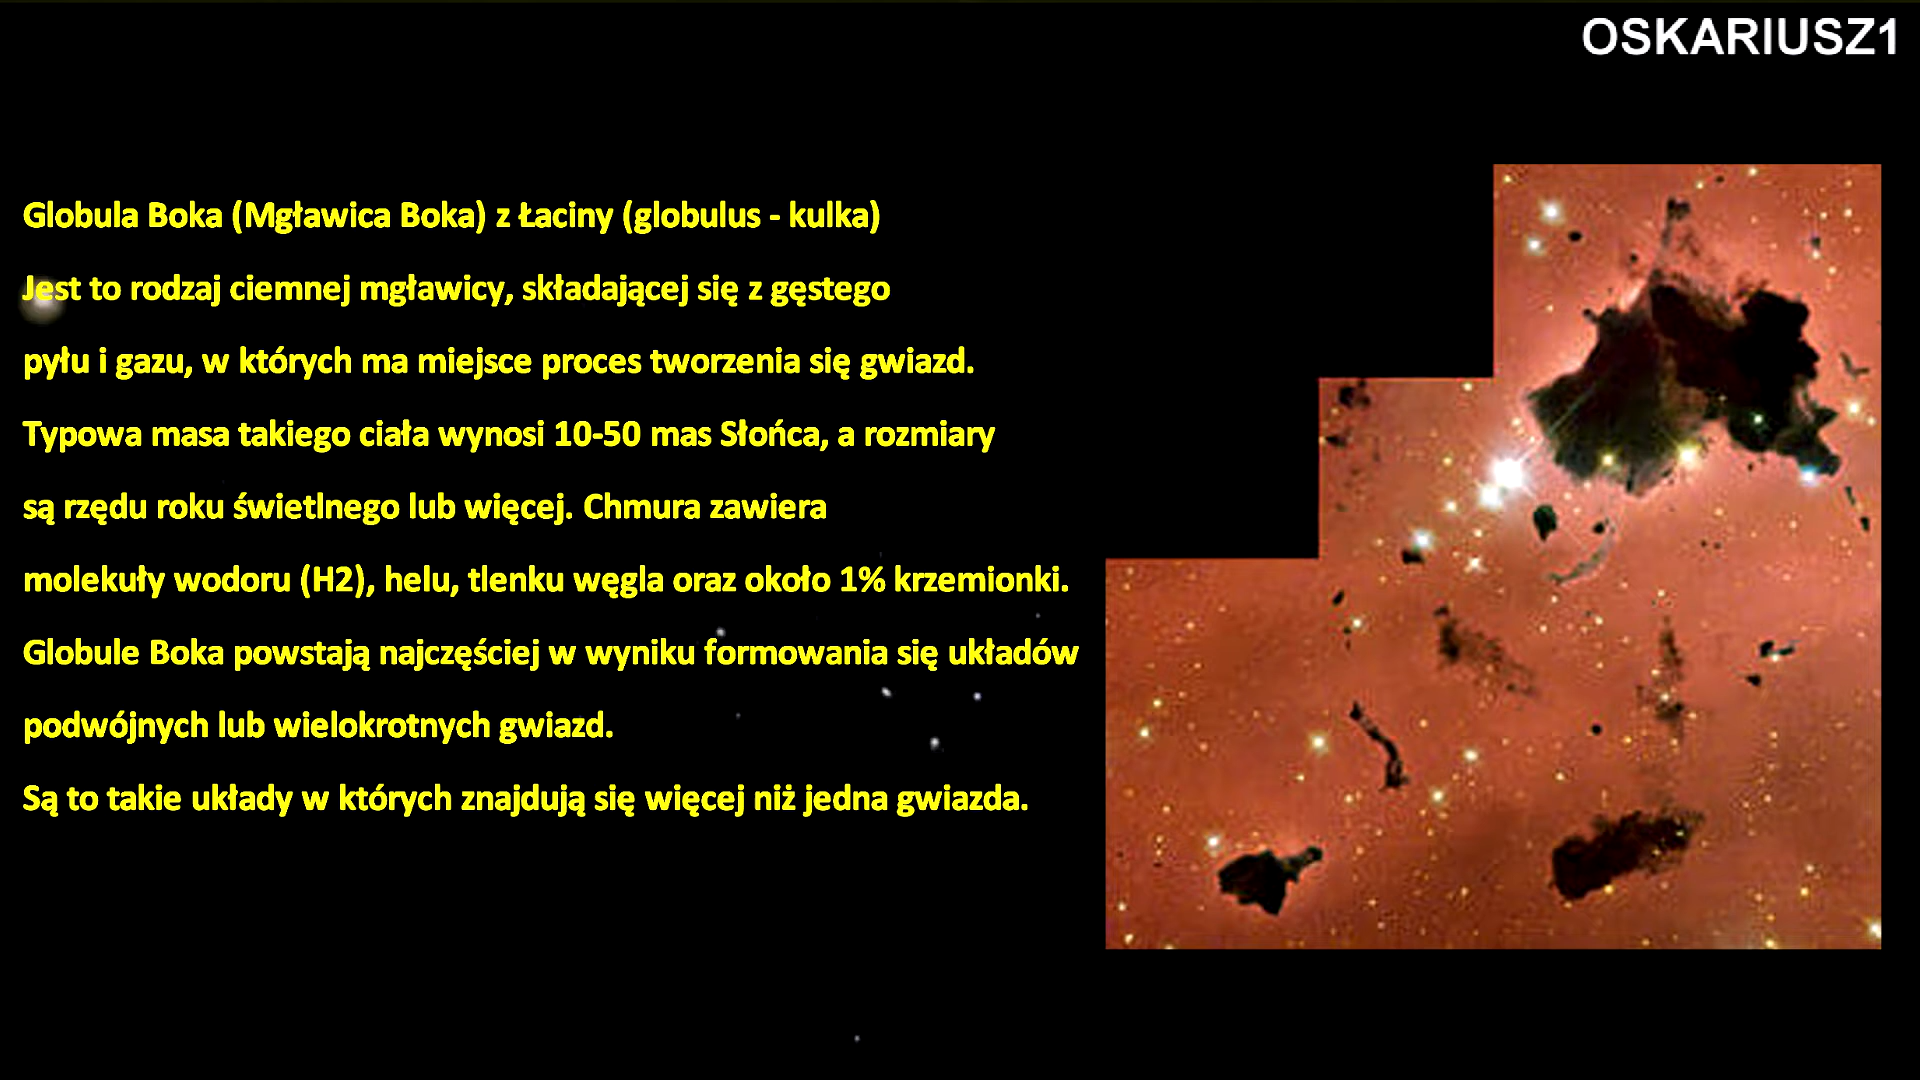 OSKARIUSZ1
Globula Boka (Mgławica Boka) z Łaciny (globulus - kulka)
Jest to rodzaj ciemnej mgławicy, składającej się z gęstego
pyłu i gazu, w których ma miejsce proces tworzenia się gwiazd.
Typowa masa takiego ciała wynosi 10-50 mas Słońca, a rozmiary
są rzędu roku świetlnego lub więcej. Chmura zawiera
molekuły wodoru (H2), helu, tlenku węgla oraz około 1% krzemionki.
Globule Boka powstają najczęściej w wyniku formowania się układów
podwójnych lub wielokrotnych gwiazd.
Są to takie układy w których znajdują się więcej niż jedna gwiazda.